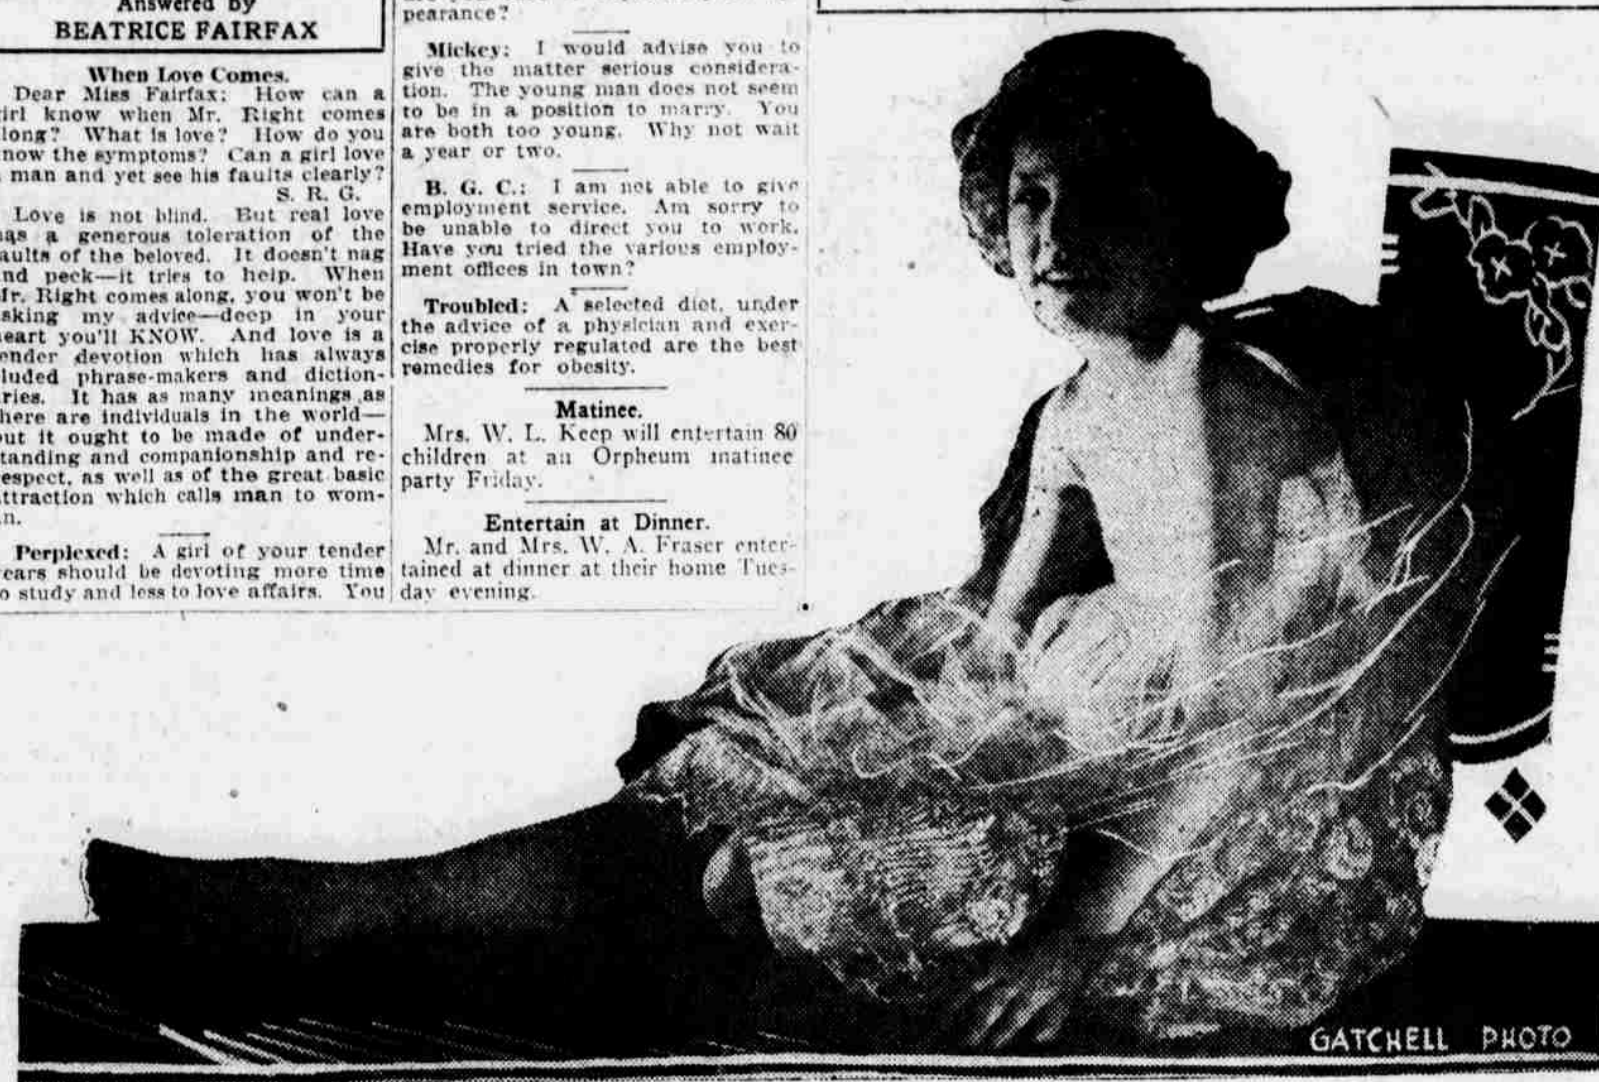 Answered by
BEATRICE FAIRFAX
When Love Comes.
Dear Miss Fairfax: How can a
irl know when Mr. Right comes
long? What is love? How do you
now the symptoms? Can a girl love
man and yet see his faults clearly?
S. R. G.
Love is not blind. But real love
as a generous toleration of the
aults of the beloved. It doesn't nag
nd peck—it tries to help. When
Ir. Right comes along, you won't be
sking my advice—deep in your
eart you'll KNOW. And love is a
ender devotion which has always
luded phrase-makers and diction-
ries. It has as many meanings as
here are individuals in the world—
ut it ought to be made of under-
tanding and companionship and re-
espect, as well as of the great basic
ttraction which calls man to wom-
n.
Perplexed: A girl of your tender
ears should be devoting more time
o study and less to love affairs. You
pearance?
Mickey: I would advise you to
give the matter serious considera-
tion. The young man does not seem
to be in a position to marry. You
are both too young. Why not wait
a year or two.
B. G. C.: I am not able to give
employment service. Am sorry to
be unable to direct you to work.
Have you tried the various employ-
ment offices in town?
Troubled: A selected diet, under
the advice of a physician and exer-
cise properly regulated are the best
remedies for obesity.
Matinee.
Mrs. W. L. Keep will entertain 80
children at an Orpheum matinee
party Friday.
Entertain at Dinner.
Mr. and Mrs. W. A. Fraser enter-
tained at dinner at their home Tues-
day evening.
GATCHELL PHOTO